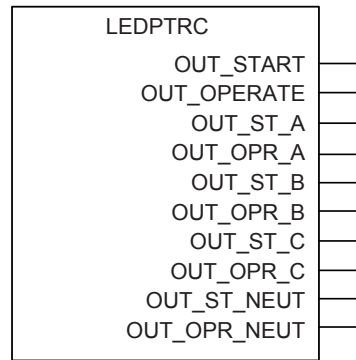 LEDPTRC
OUT_START
OUT_OPERATE
OUT_ST_A
OUT_OPR_A
OUT_ST_B
OUT_OPR_B
OUT_ST_C
OUT_OPR_C
OUT_ST_NEUT
OUT_OPR_NEUT